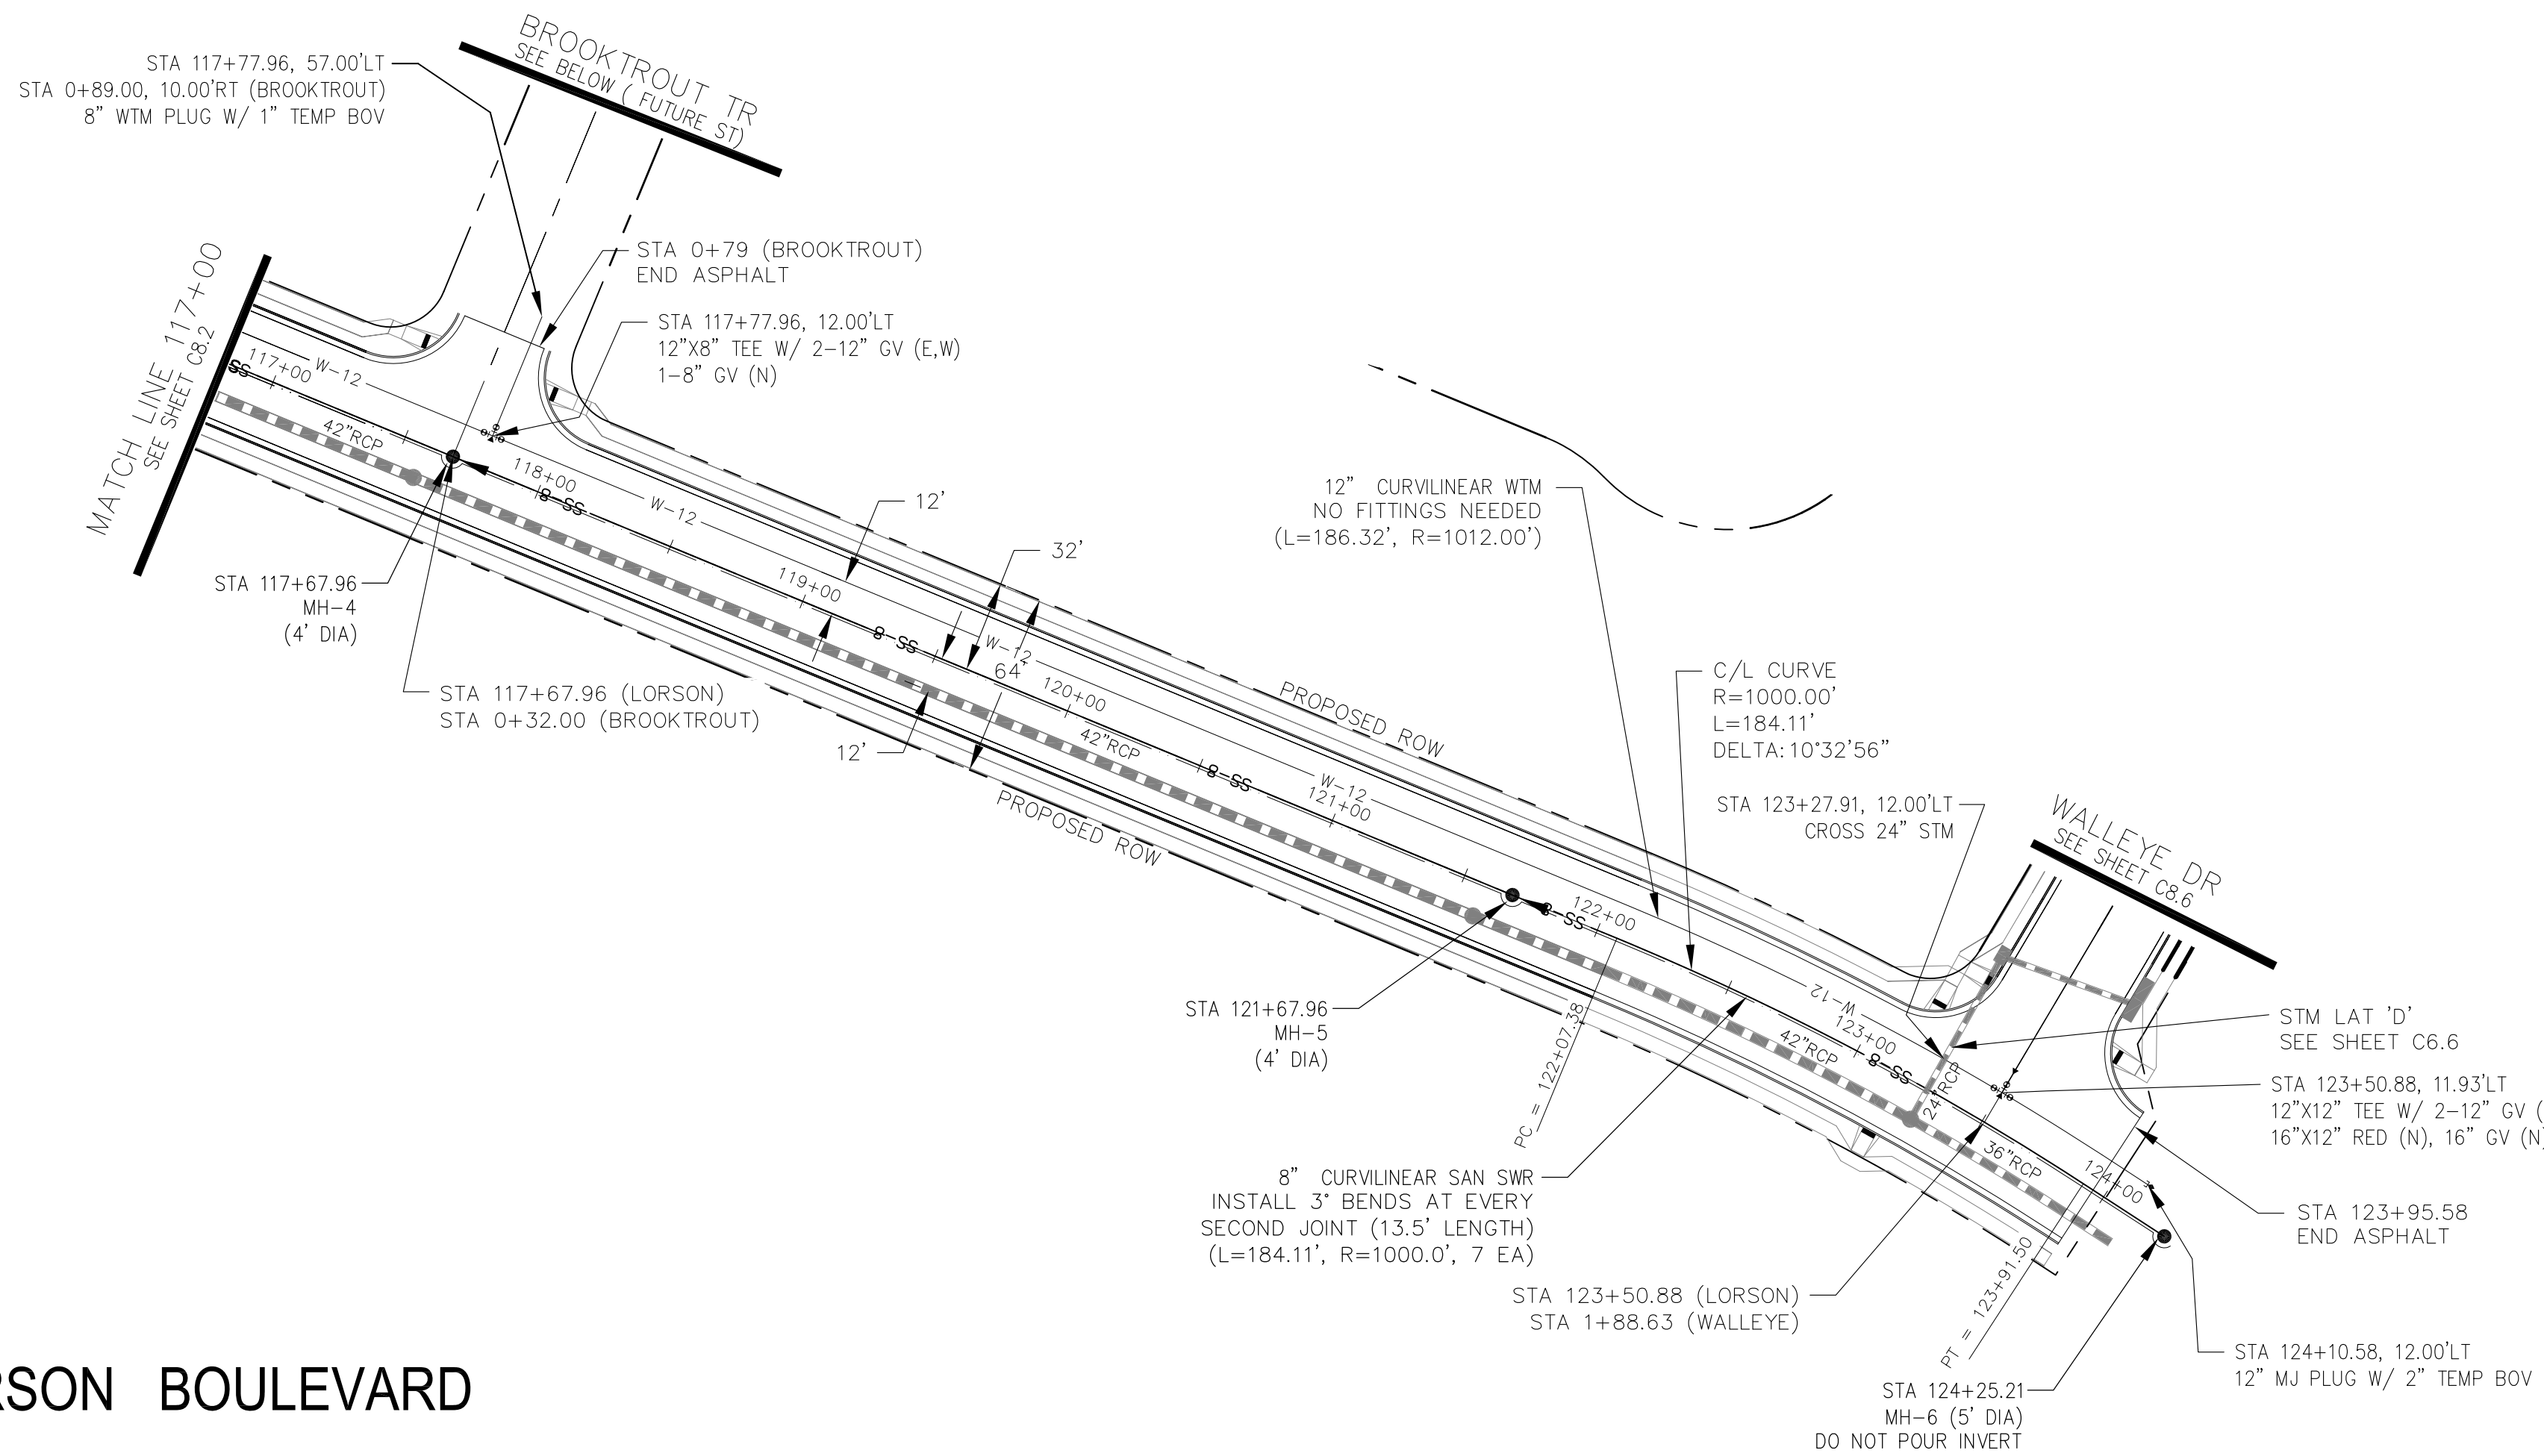 BROOKTROUT TR
SEE BELOW ( FUTURE ST)
STA 117+77.96, 57.00'LT
STA 0+89.00, 10.00'RT (BROOKTROUT)
8" WTM PLUG W/ 1" TEMP BOV
STA 0+79 (BROOKTROUT)
END ASPHALT
STA 117+77.96, 12.00'LT
12"X8" TEE W/ 2-12" GV (E,W)
1-8" GV (N)
MATCH LINE 117+00
SEE SHEET C8.2
W-12
117+00
SS
42"RCP
118+00
8-SS
W-12
12'
32'
STA 117+67.96
MH-4
(4' DIA)
STA 117+67.96 (LORSON)
STA 0+32.00 (BROOKTROUT)
119+00
8-SS
W-12
64'
120+00
12'
42"RCP
PROPOSED ROW
PROPOSED ROW
8-SS
121+00
W-12
12" CURVILINEAR WTM
NO FITTINGS NEEDED
(L=186.32', R=1012.00')
C/L CURVE
R=1000.00'
L=184.11'
DELTA: 10°32'56"
STA 123+27.91, 12.00'LT
CROSS 24" STM
WALLEYE DR
SEE SHEET C8.6
8-SS
122+00
STA 121+67.96
MH-5
(4' DIA)
PC = 122+07.38
W-12
123+00
42"RCP
8-SS
24"RCP
36"RCP
124+00
STM LAT 'D'
SEE SHEET C6.6
STA 123+50.88, 11.93'LT
12"X12" TEE W/ 2-12" GV (
16"X12" RED (N), 16" GV (N)
8" CURVILINEAR SAN SWR
INSTALL 3° BENDS AT EVERY
SECOND JOINT (13.5' LENGTH)
(L=184.11', R=1000.0', 7 EA)
STA 123+95.58
END ASPHALT
STA 123+50.88 (LORSON)
STA 1+88.63 (WALLEYE)
PT = 123+91.50
STA 124+10.58, 12.00'LT
12" MJ PLUG W/ 2" TEMP BOV
STA 124+25.21
MH-6 (5' DIA)
DO NOT POUR INVERT
RSON BOULEVARD